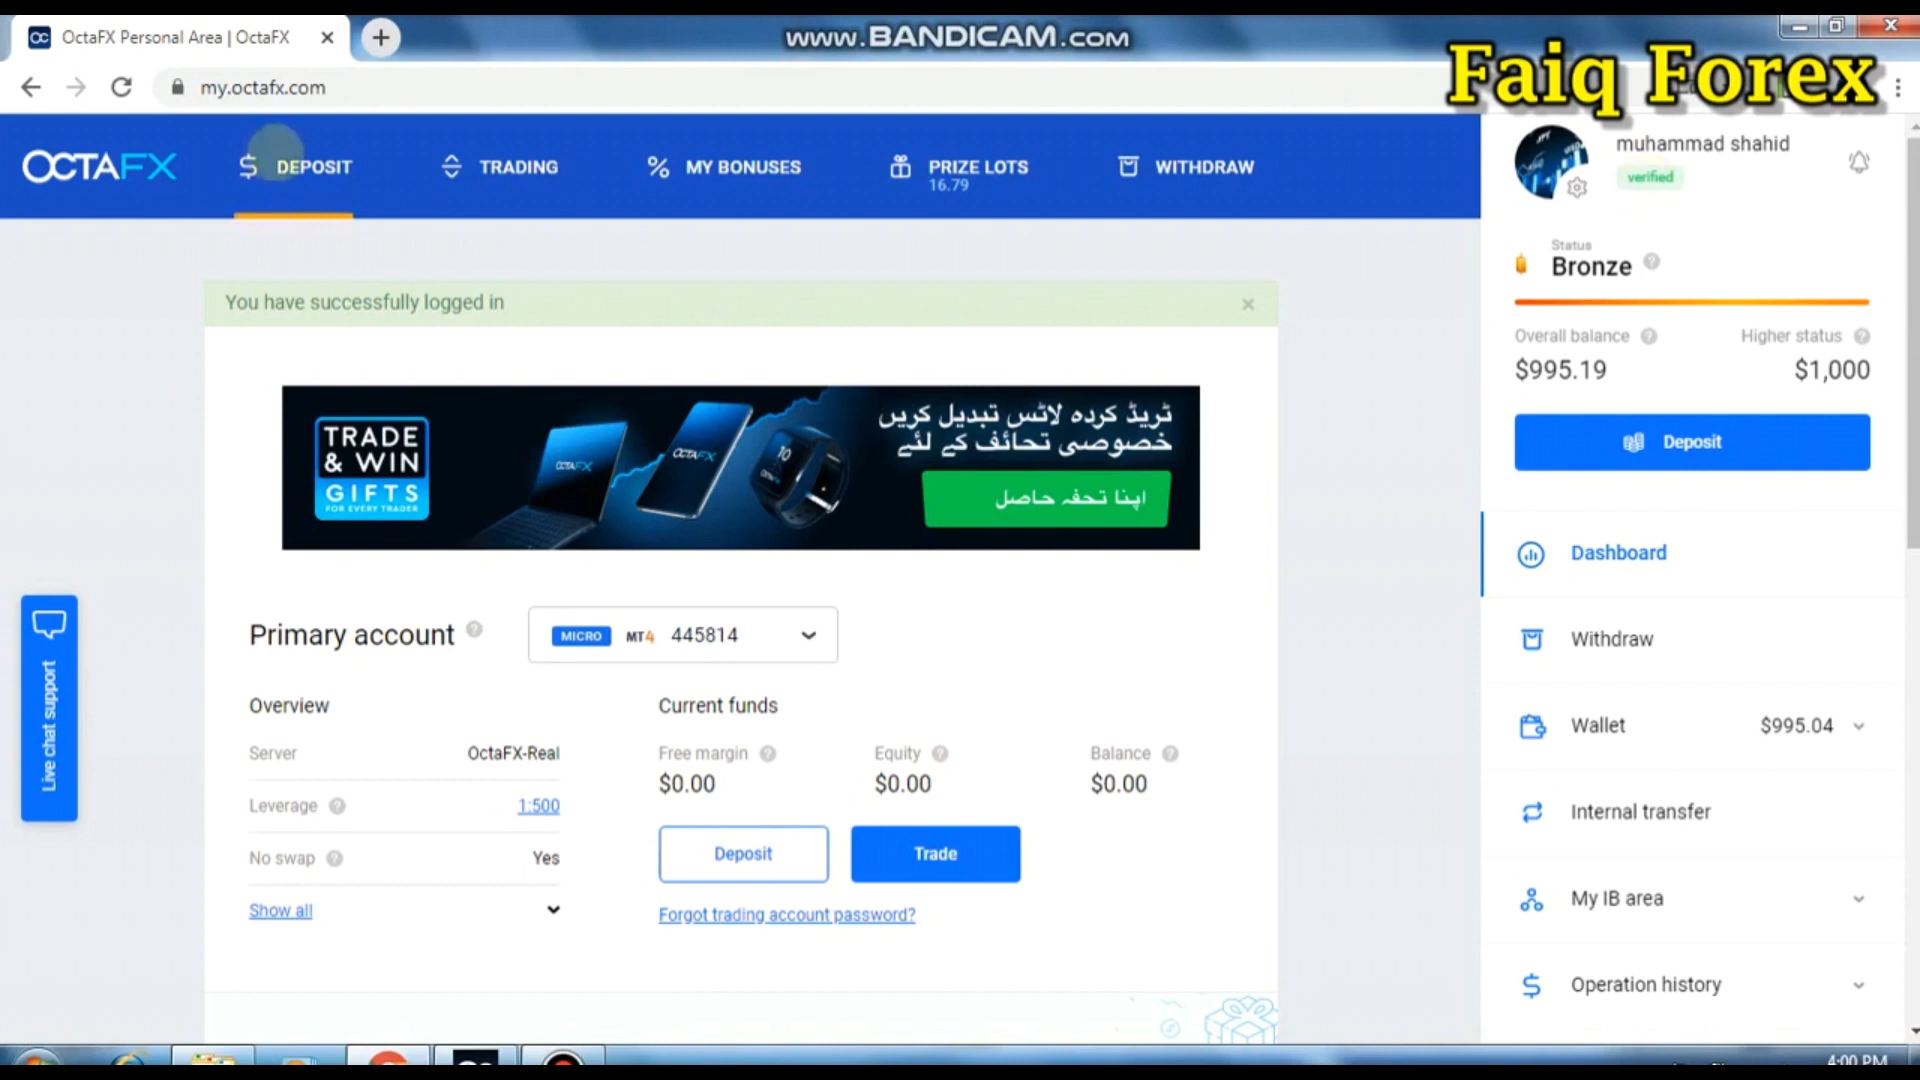 OctaFX Personal Area | OctaFX
www.BANDICAM.com
Faiq Forex
my.octafx.com
OCTAFX
DEPOSIT
TRADING
MY BONUSES
PRIZE LOTS
16.79
WITHDRAW
muhammad shahid
verified
Status
Bronze
Overall balance
Higher status
$995.19
$1,000
Deposit
Dashboard
Withdraw
Wallet $995.04
Internal transfer
My IB area
Operation history
You have successfully logged in
TRADE
& WIN
GIFTS
FOR EVERY TRADER
OCTAFX
OCTAFX
10
ٹریڈ کردہ لاٹس تبدیل کریں
خصوصی تحائف کے لئے
اپنا تحفہ حاصل
Live chat support
Primary account
MICRO MT4 445814
Overview
Server OctaFX-Real
Leverage 1:500
No swap Yes
Show all
Current funds
Free margin Equity Balance
$0.00 $0.00 $0.00
Deposit Trade
Forgot trading account password?
4:00 PM